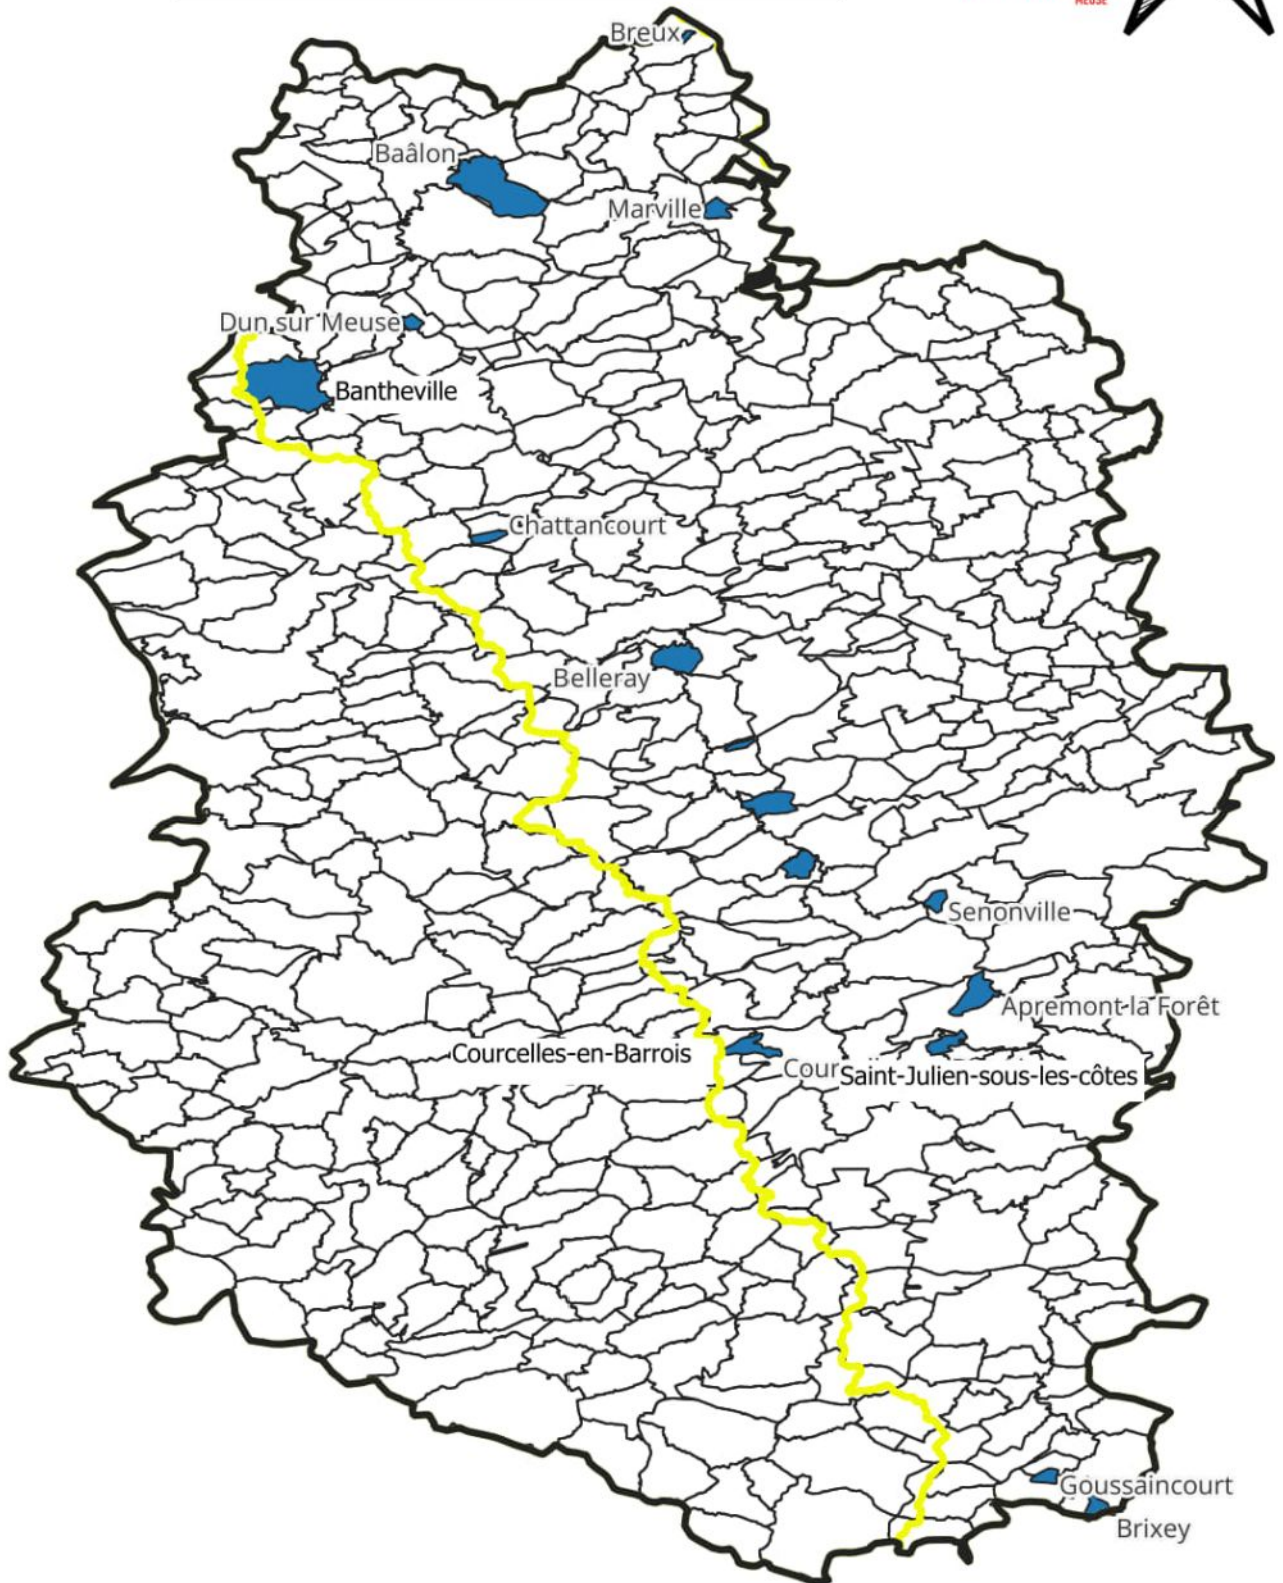 MEUSE
Breux
Baâlon
Marville
Dun sur Meuse
Bantheville
Chattancourt
Belleray
Senonville
Apremont-la Forêt
Courcelles-en-Barrois
Cour
Saint-Julien-sous-les-côtes
Goussaincourt
Brixey